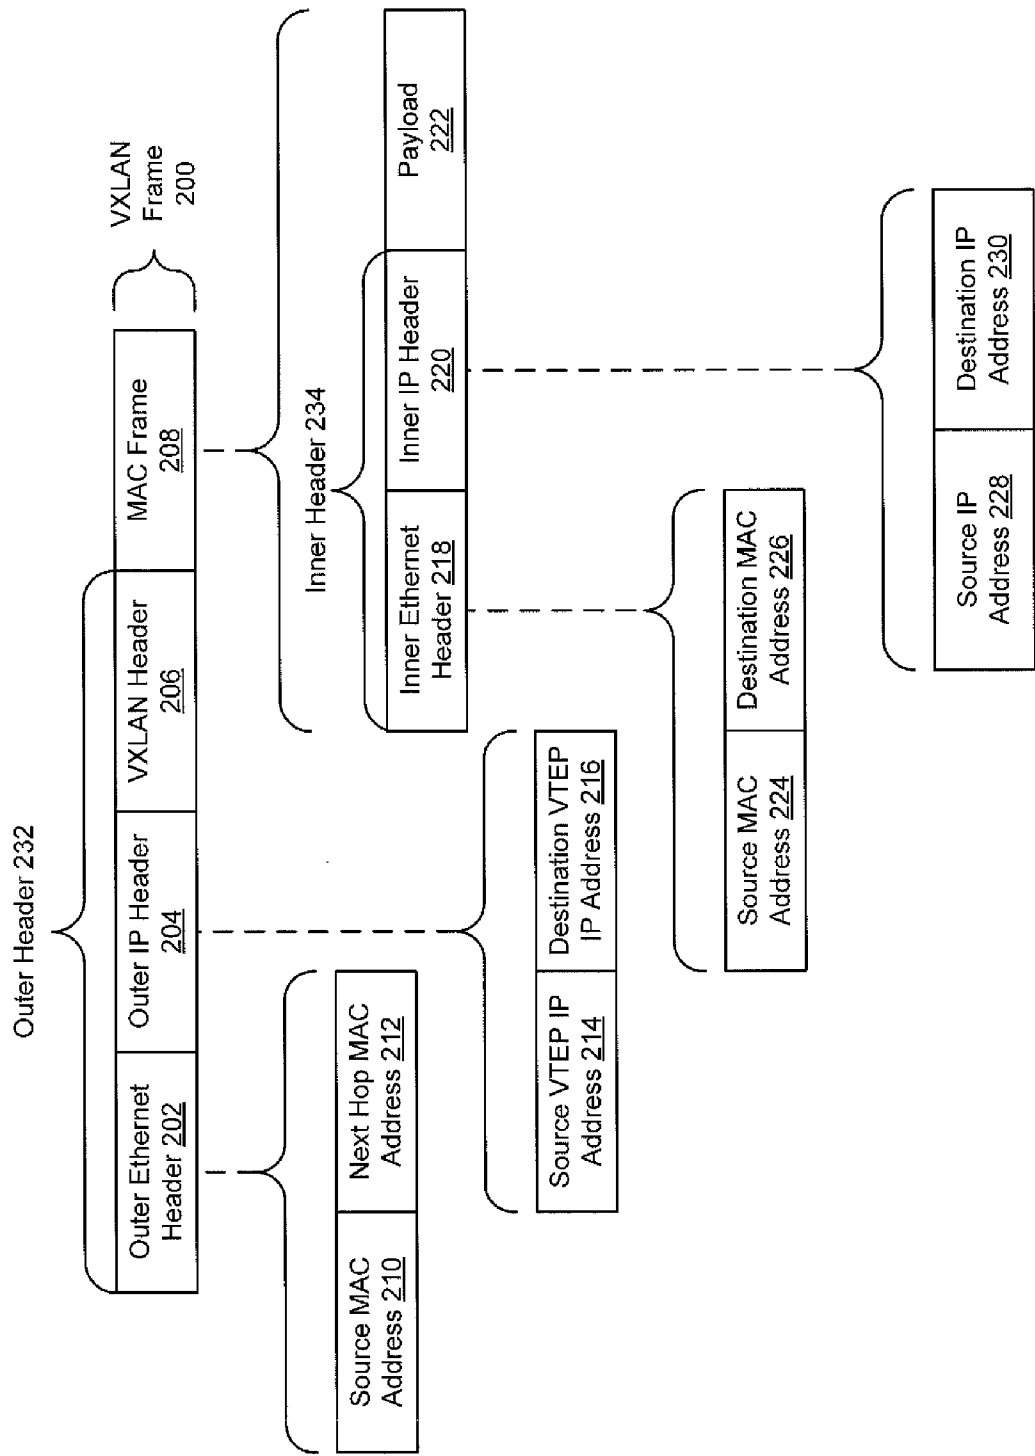 Outer Header 232
Outer Ethernet
Header 202
Outer IP Header
204
VXLAN Header
206
MAC Frame
208
VXLAN
Frame
200
Source MAC
Address 210
Next Hop MAC
Address 212
Inner Header 234
Inner Ethernet
Header 218
Inner IP Header
220
Payload
222
Source VTEP IP
Address 214
Destination VTEP
IP Address 216
Source MAC
Address 224
Destination MAC
Address 226
Source IP
Address 228
Destination IP
Address 230